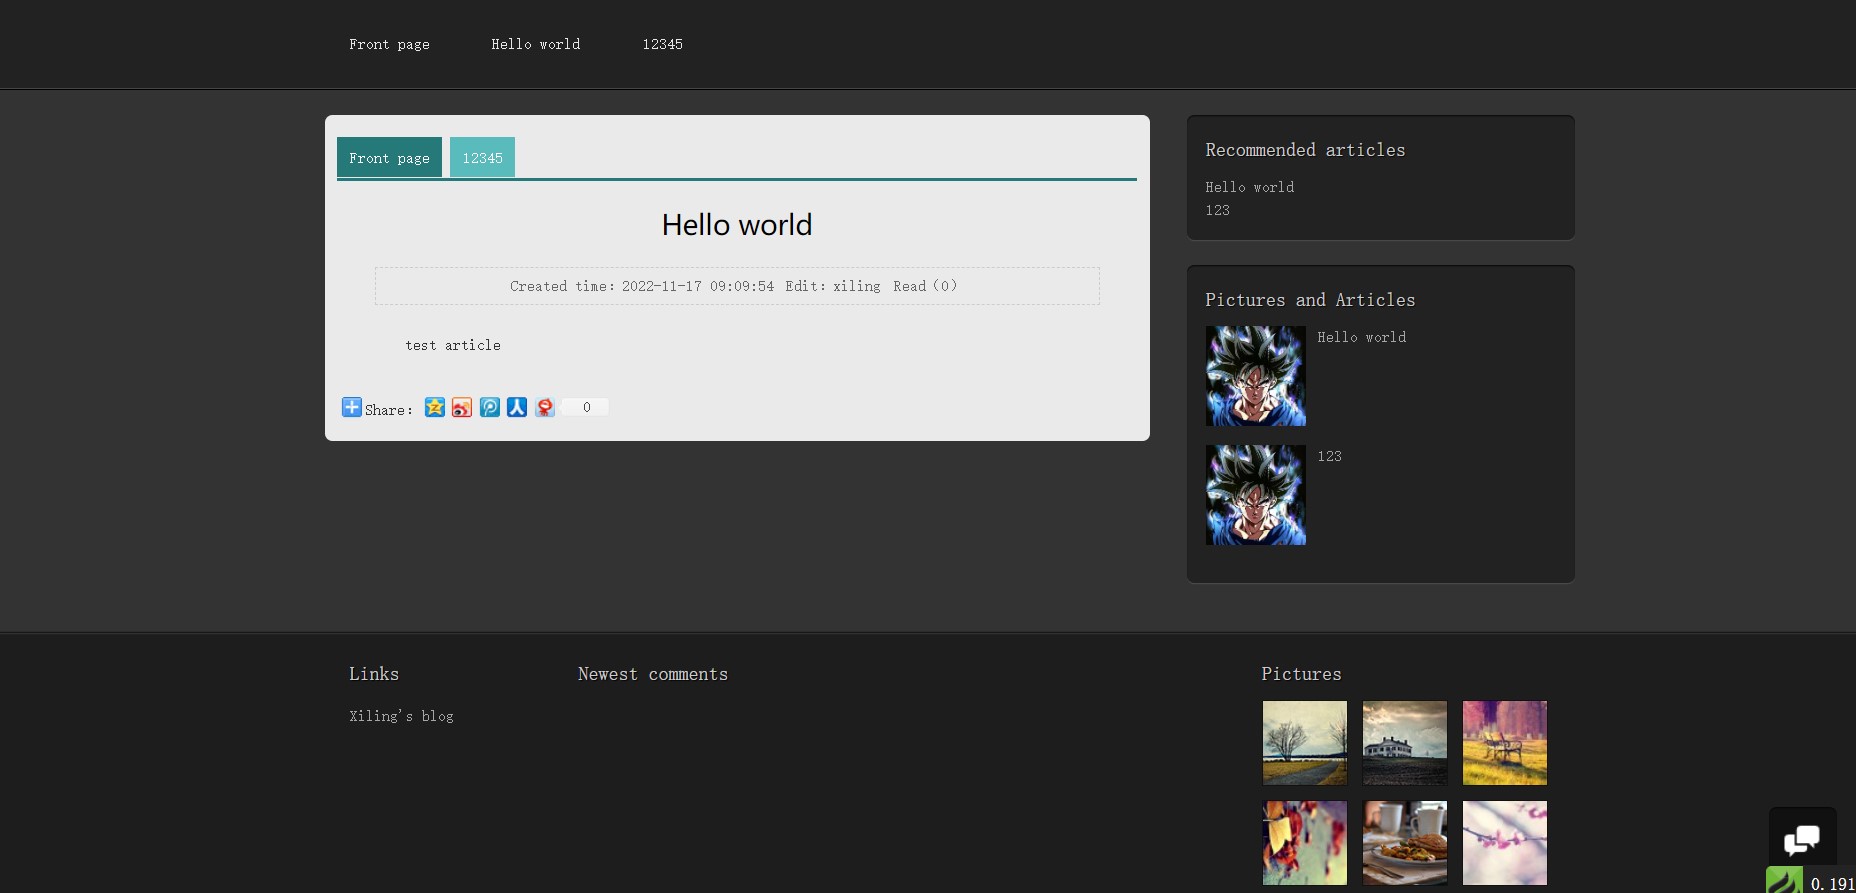 Front page Hello world 12345
Front page 12345
Hello world
Created time: 2022-11-17 09:09:54 Edit: xiling Read (0)
test article
Share: 0
Recommended articles
Hello world
123
Pictures and Articles
Hello world
123
Links
Xiling's blog
Newest comments
Pictures
0.191